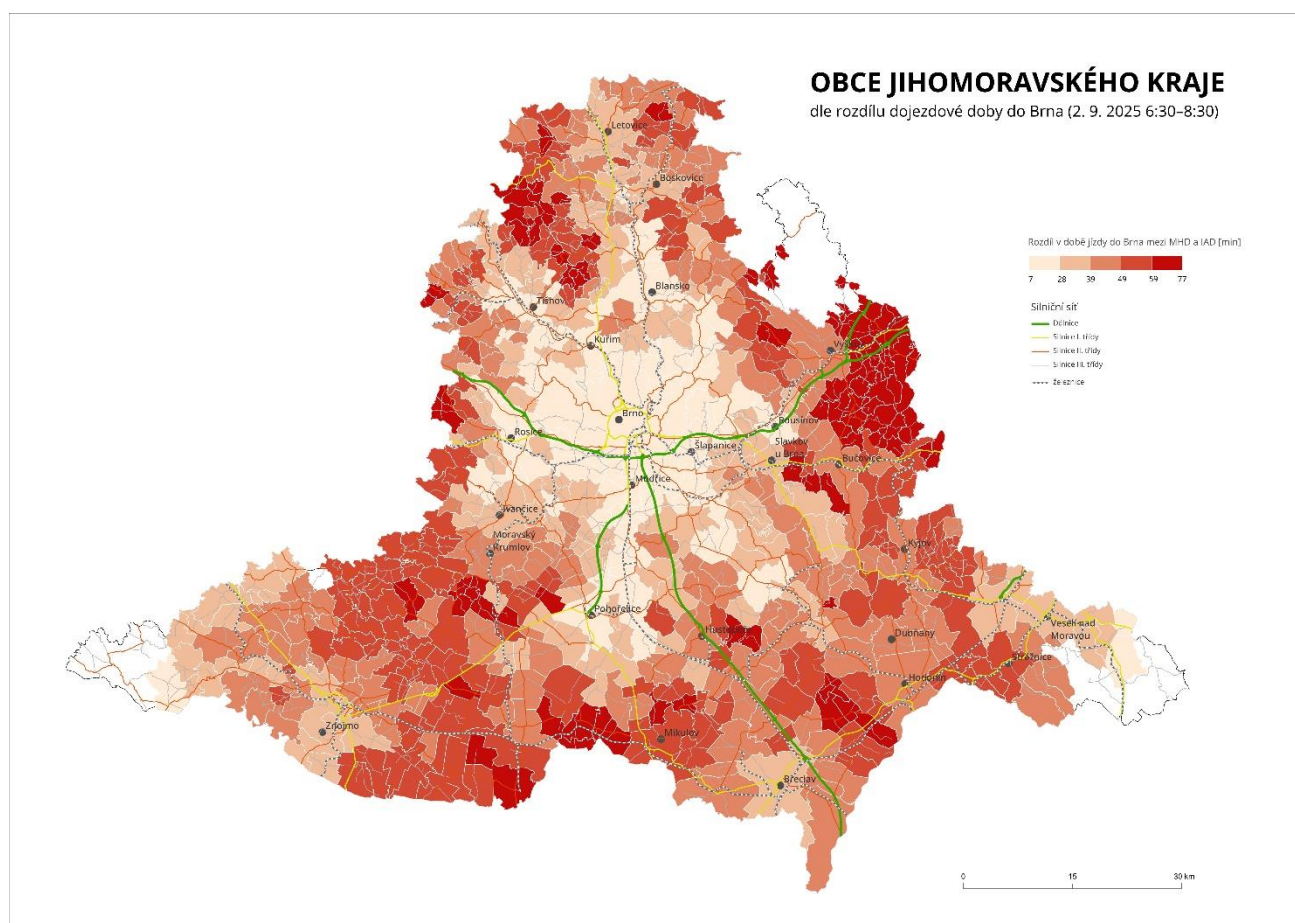 OBCE JIHOMORAVSKÉHO KRAJE
dle rozdílu dojezdové doby do Brna (2. 9. 2025 6:30–8:30)
Letovice
Boskovice
Rozdíl v době jízdy do Brna mezi MHD a IAD [min]
7 28 39 49 59 77
Silniční síť
Dálnice
Silnice I. třídy
Silnice II. třídy
Silnice III. třídy
železnice
Blansko
Tišnov
Kuřim
Brno
Rousínov
Rosice
Šlapanice
Slavkov
u Brna
Bučovice
Modřice
Ivančice
Moravský
Krumlov
Kyjov
Pohořelice
Hustopeče
Dubňany
Veselí nad
Moravou
Strážnice
Hodonín
Znojmo
Mikulov
Břeclav
0 15 30 km